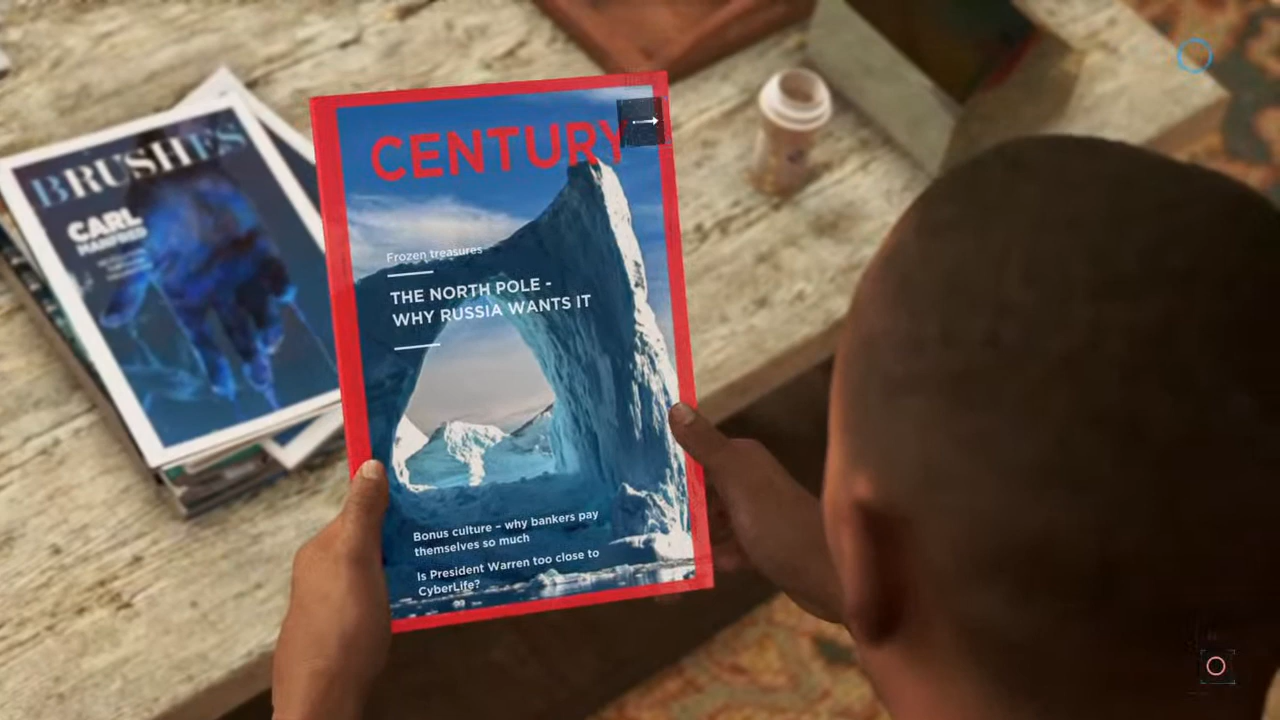 BRUSHES
CARL
MANFRED
CENTURY
Frozen treasures
THE NORTH POLE -
WHY RUSSIA WANTS IT
Bonus culture – why bankers pay
themselves so much
Is President Warren too close to
CyberLife?